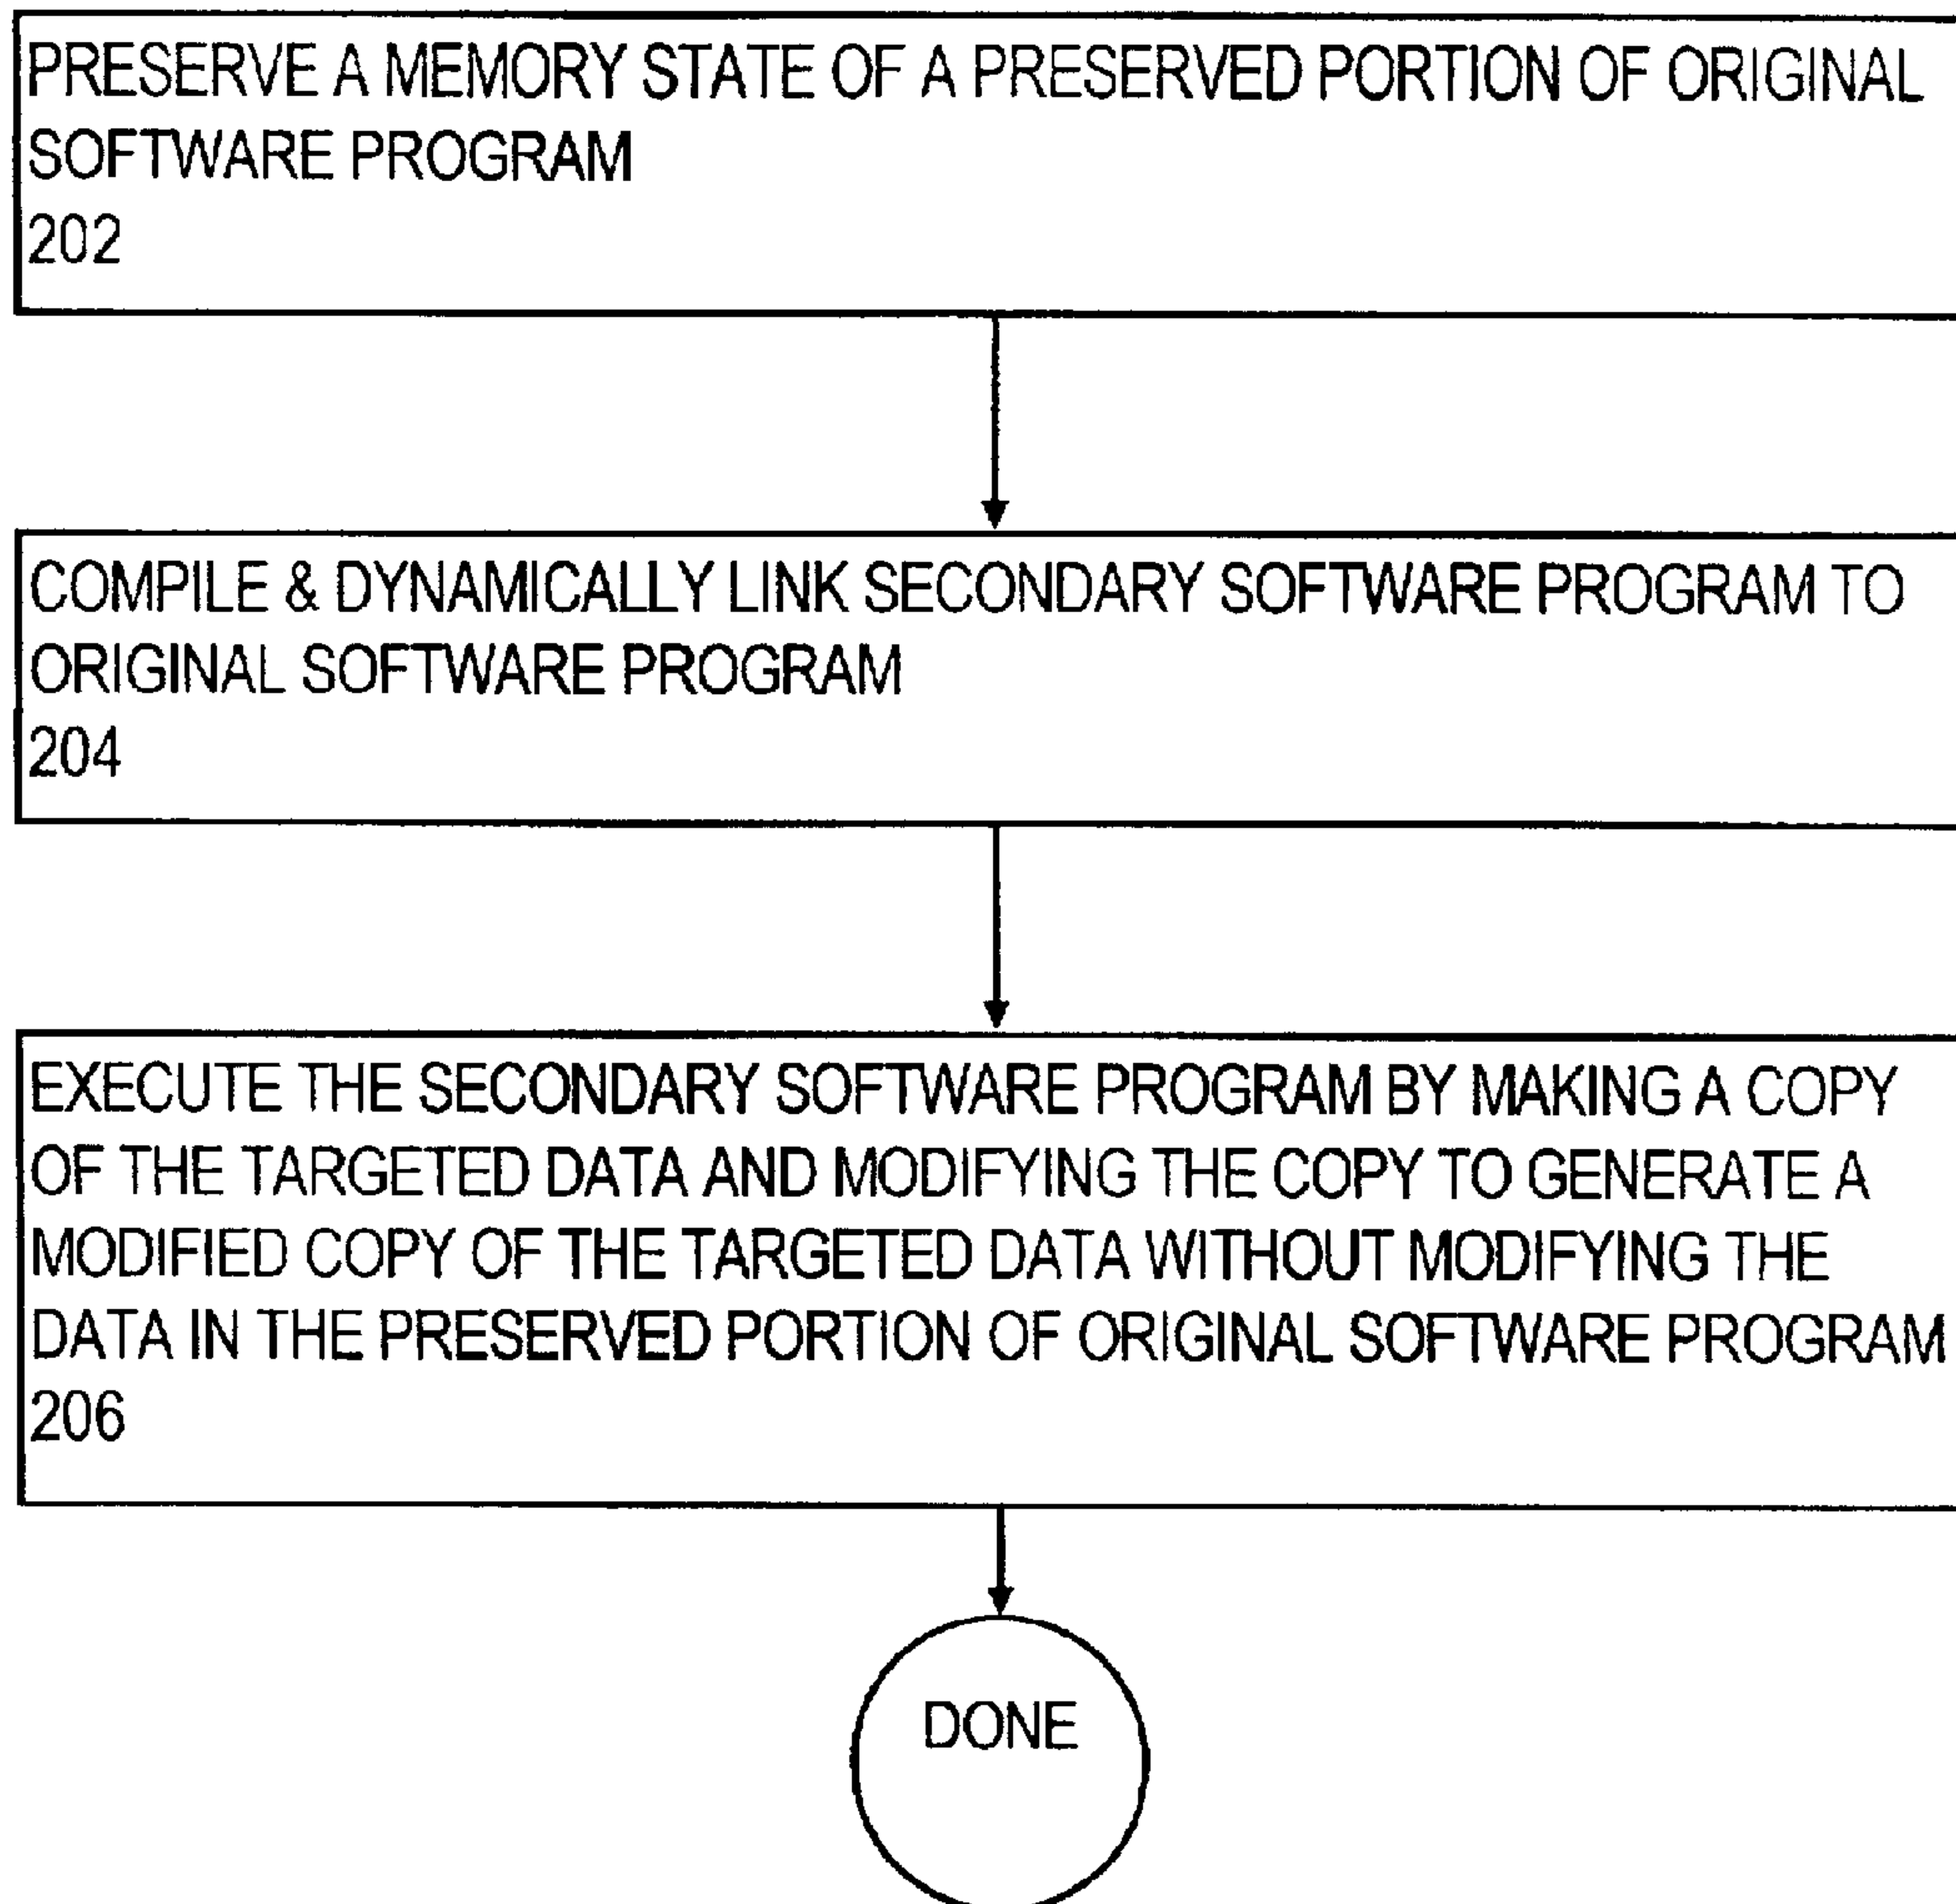 PRESERVE A MEMORY STATE OF A PRESERVED PORTION OF ORIGINAL
SOFTWARE PROGRAM
202
COMPILE & DYNAMICALLY LINK SECONDARY SOFTWARE PROGRAM TO
ORIGINAL SOFTWARE PROGRAM
204
EXECUTE THE SECONDARY SOFTWARE PROGRAM BY MAKING A COPY
OF THE TARGETED DATA AND MODIFYING THE COPY TO GENERATE A
MODIFIED COPY OF THE TARGETED DATA WITHOUT MODIFYING THE
DATA IN THE PRESERVED PORTION OF ORIGINAL SOFTWARE PROGRAM
206
DONE